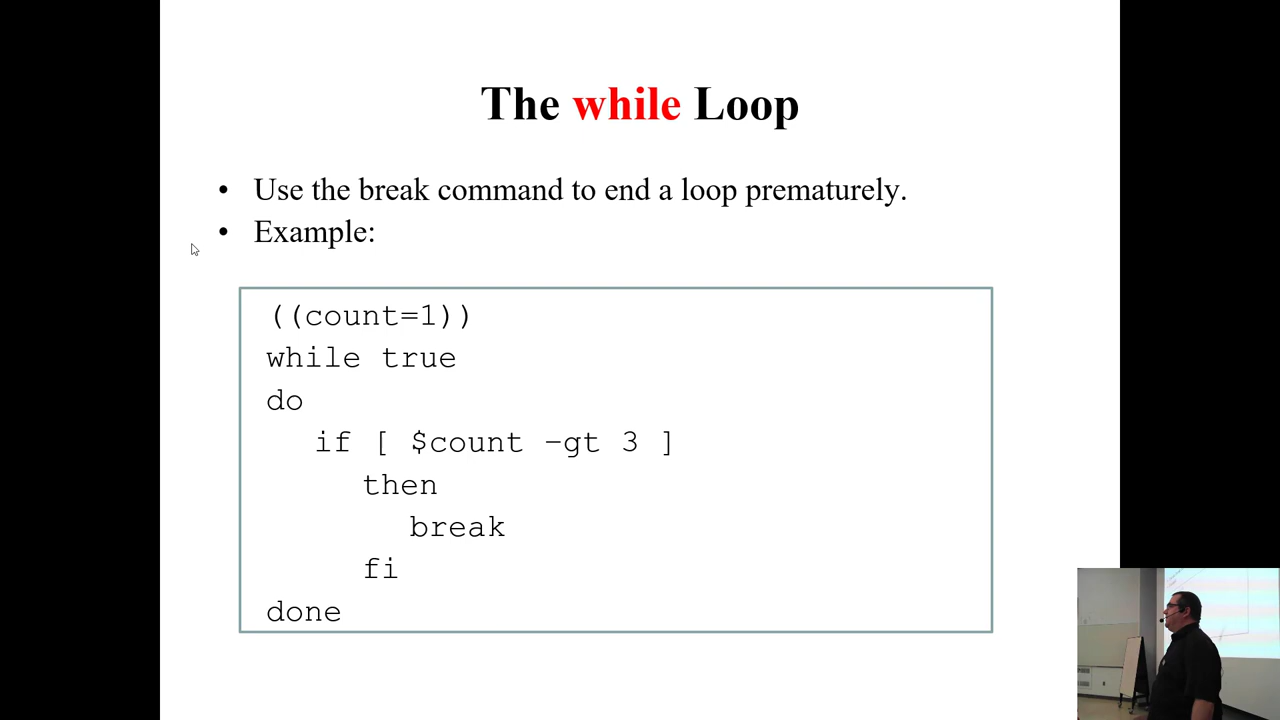 The while Loop
• Use the break command to end a loop prematurely.
• Example:
((count=1))
while true
do
if [ $count -gt 3 ]
then
break
fi
done